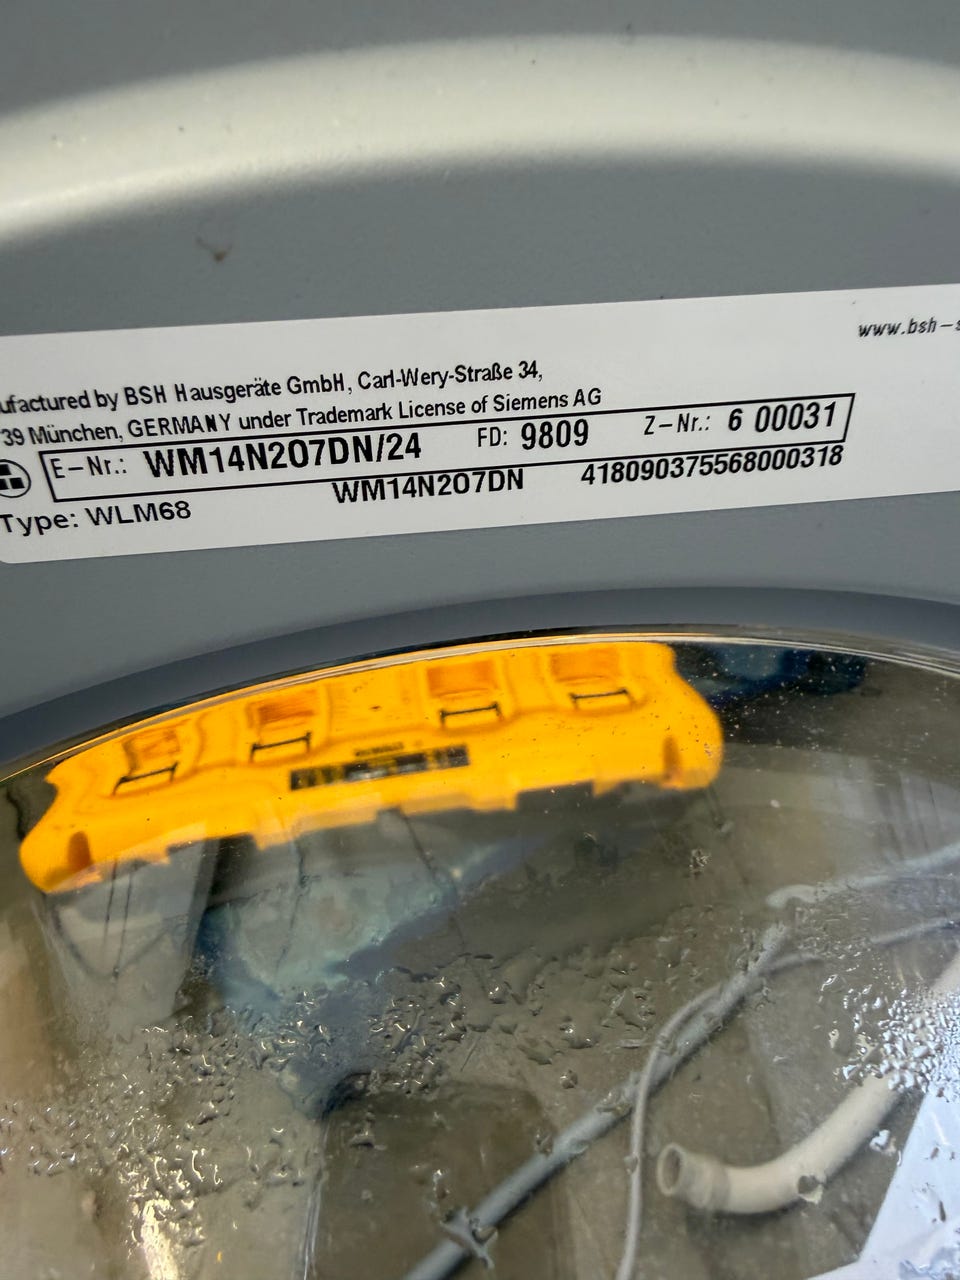 www.bsh-s
ufactured by BSH Hausgeräte GmbH, Carl-Wery-Straße 34,
739 München, GERMANY under Trademark License of Siemens AG
E-Nr.: WM14N207DN/24 FD: 9809 Z-Nr.: 6 00031
Type: WLM68 WM14N207DN 418090375568000318